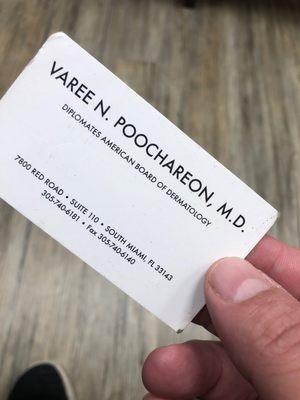 VAREE N. POOCHAREON, M.D.
DIPLOMATES AMERICAN BOARD OF DERMATOLOGY
7800 RED ROAD • SUITE 110 • SOUTH MIAMI, FL 33143
305-740-6181 • Fax 305-740-6140